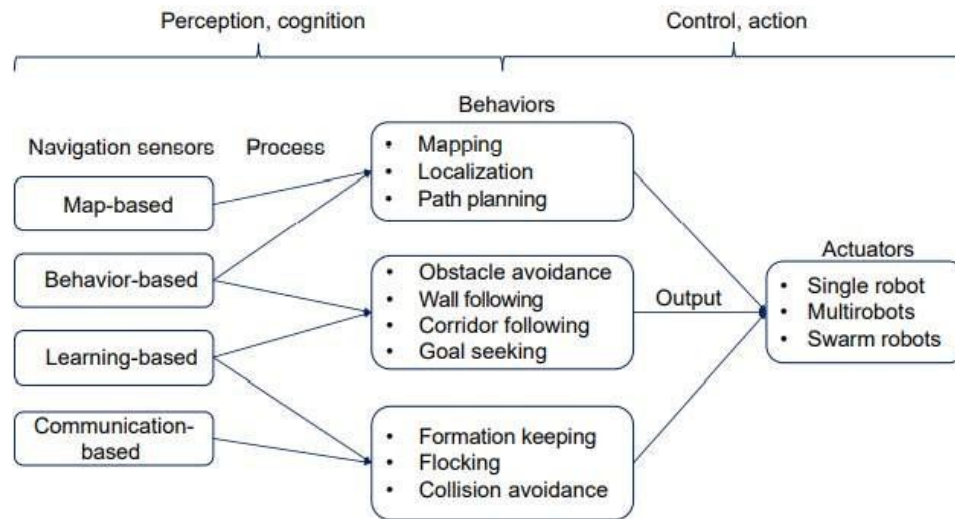 Perception, cognition
Control, action
Behaviors
Navigation sensors
Process
Map-based
Behavior-based
Learning-based
Communication-
based
• Mapping
• Localization
• Path planning
• Obstacle avoidance
• Wall following
• Corridor following
• Goal seeking
• Formation keeping
• Flocking
• Collision avoidance
Output
Actuators
• Single robot
• Multirobots
• Swarm robots